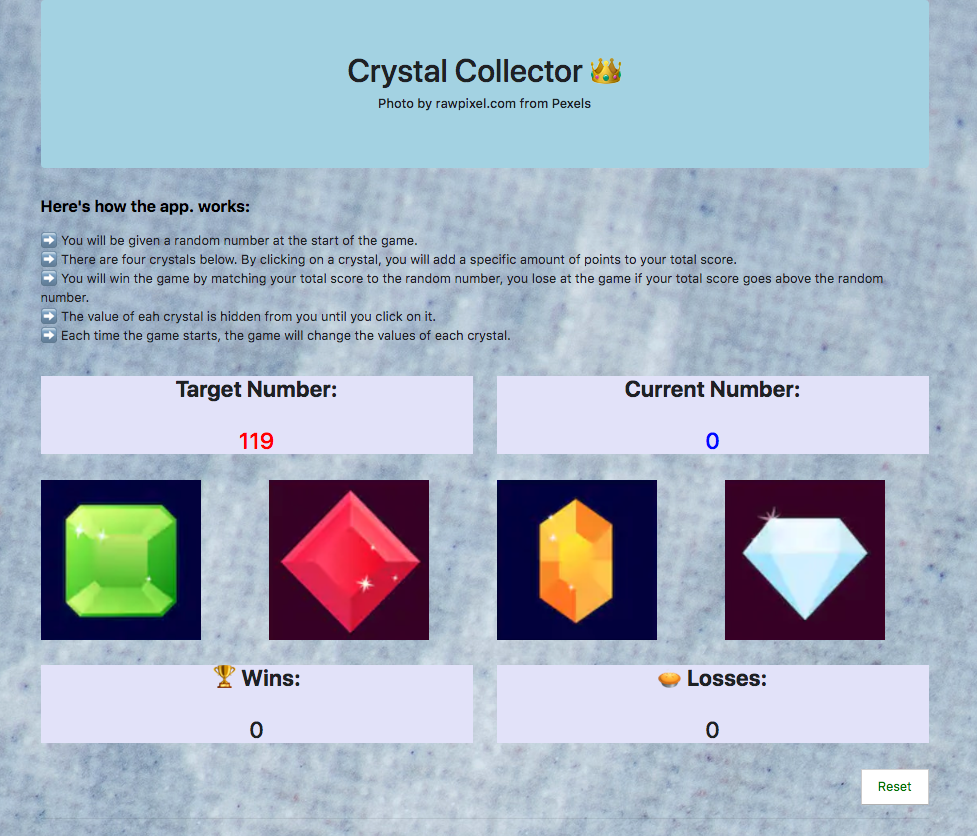 Crystal Collector 👑
Photo by rawpixel.com from Pexels
Here's how the app. works:
➡️ You will be given a random number at the start of the game.
➡️ There are four crystals below. By clicking on a crystal, you will add a specific amount of points to your total score.
➡️ You will win the game by matching your total score to the random number, you lose at the game if your total score goes above the random
number.
➡️ The value of eah crystal is hidden from you until you click on it.
➡️ Each time the game starts, the game will change the values of each crystal.
Target Number:
119
Current Number:
0
🏆 Wins:
0
🥧 Losses:
0
Reset